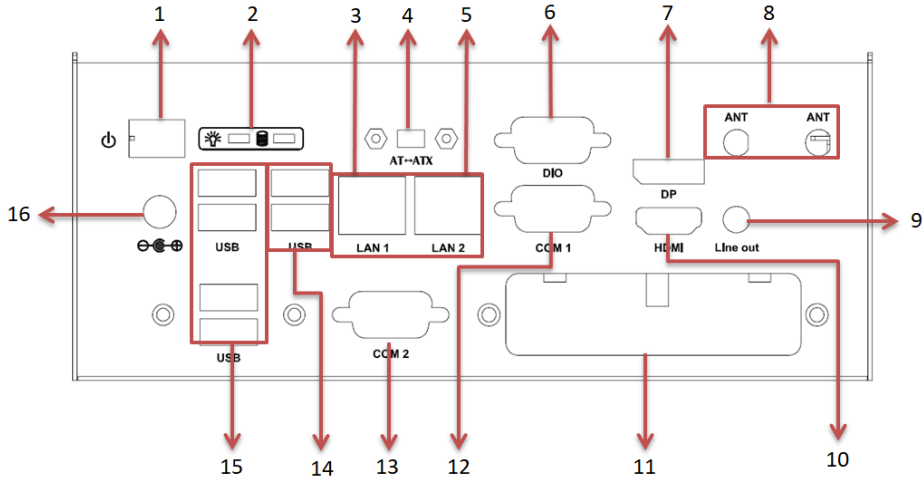 1 2 3 4 5 6 7 8
ANT ANT
AT↔ATX
DIO
DP
16 9
USB USB LAN 1 LAN 2 COM 1 HDMI Line out
COM 2
USB
15 14 13 12 11 10